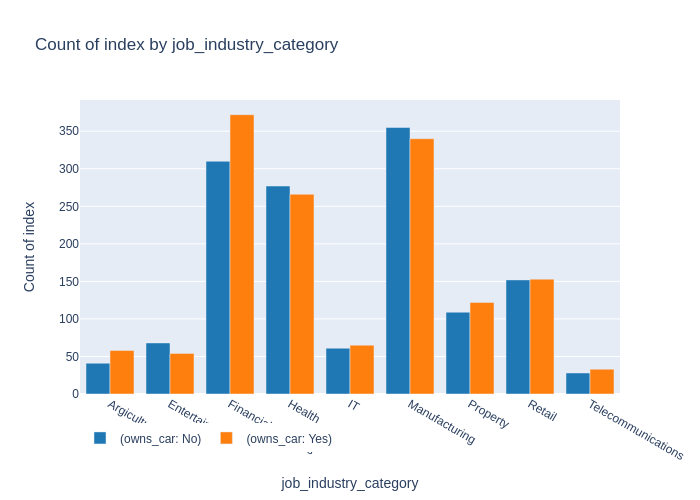 Count of index by job_industry_category
Count of index
350
300
250
200
150
100
50
0
Health
IT
Manufacturing
Property
Retail
Telecommunications
(owns_car: No)
(owns_car: Yes)
job_industry_category